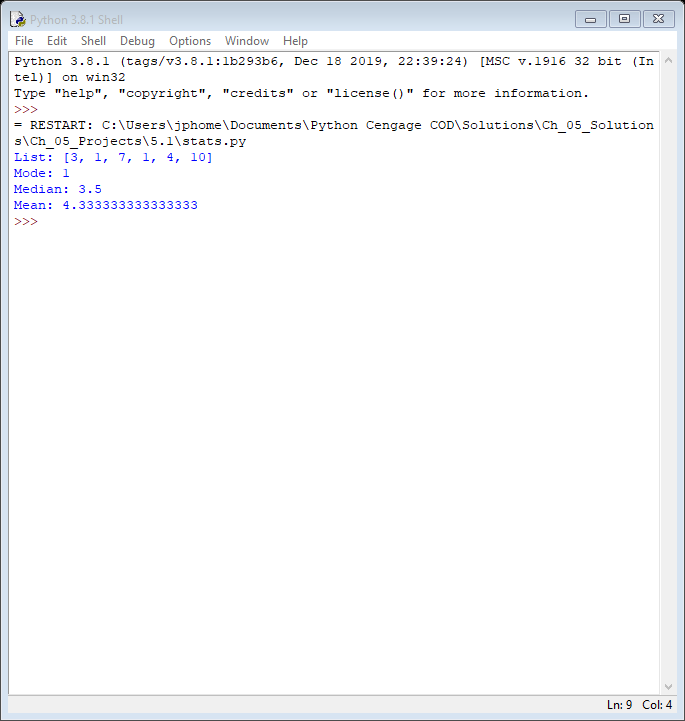 Python 3.8.1 Shell
File Edit Shell Debug Options Window Help
Python 3.8.1 (tags/v3.8.1:1b293b6, Dec 18 2019, 22:39:24) [MSC v.1916 32 bit (In
tel)] on win32
Type "help", "copyright", "credits" or "license()" for more information.
>>>
= RESTART: C:\Users\jphome\Documents\Python Cengage COD\Solutions\Ch_05_Solution
s\Ch_05_Projects\5.1\stats.py
List: [3, 1, 7, 1, 4, 10]
Mode: 1
Median: 3.5
Mean: 4.333333333333333
>>>
Ln: 9 Col: 4